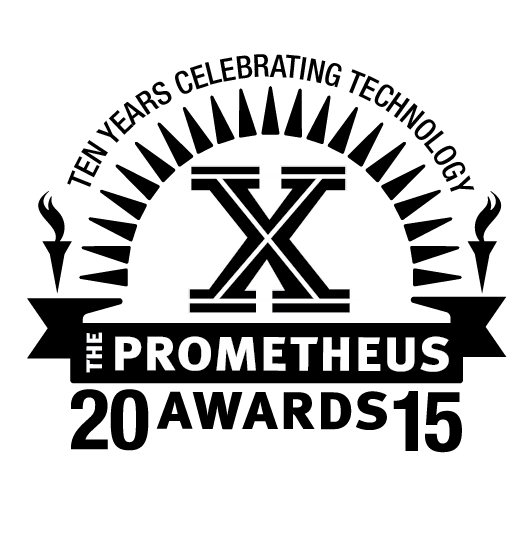 TEN YEARS CELEBRATING TECHNOLOGY
X
THE PROMETHEUS
20 AWARDS 15